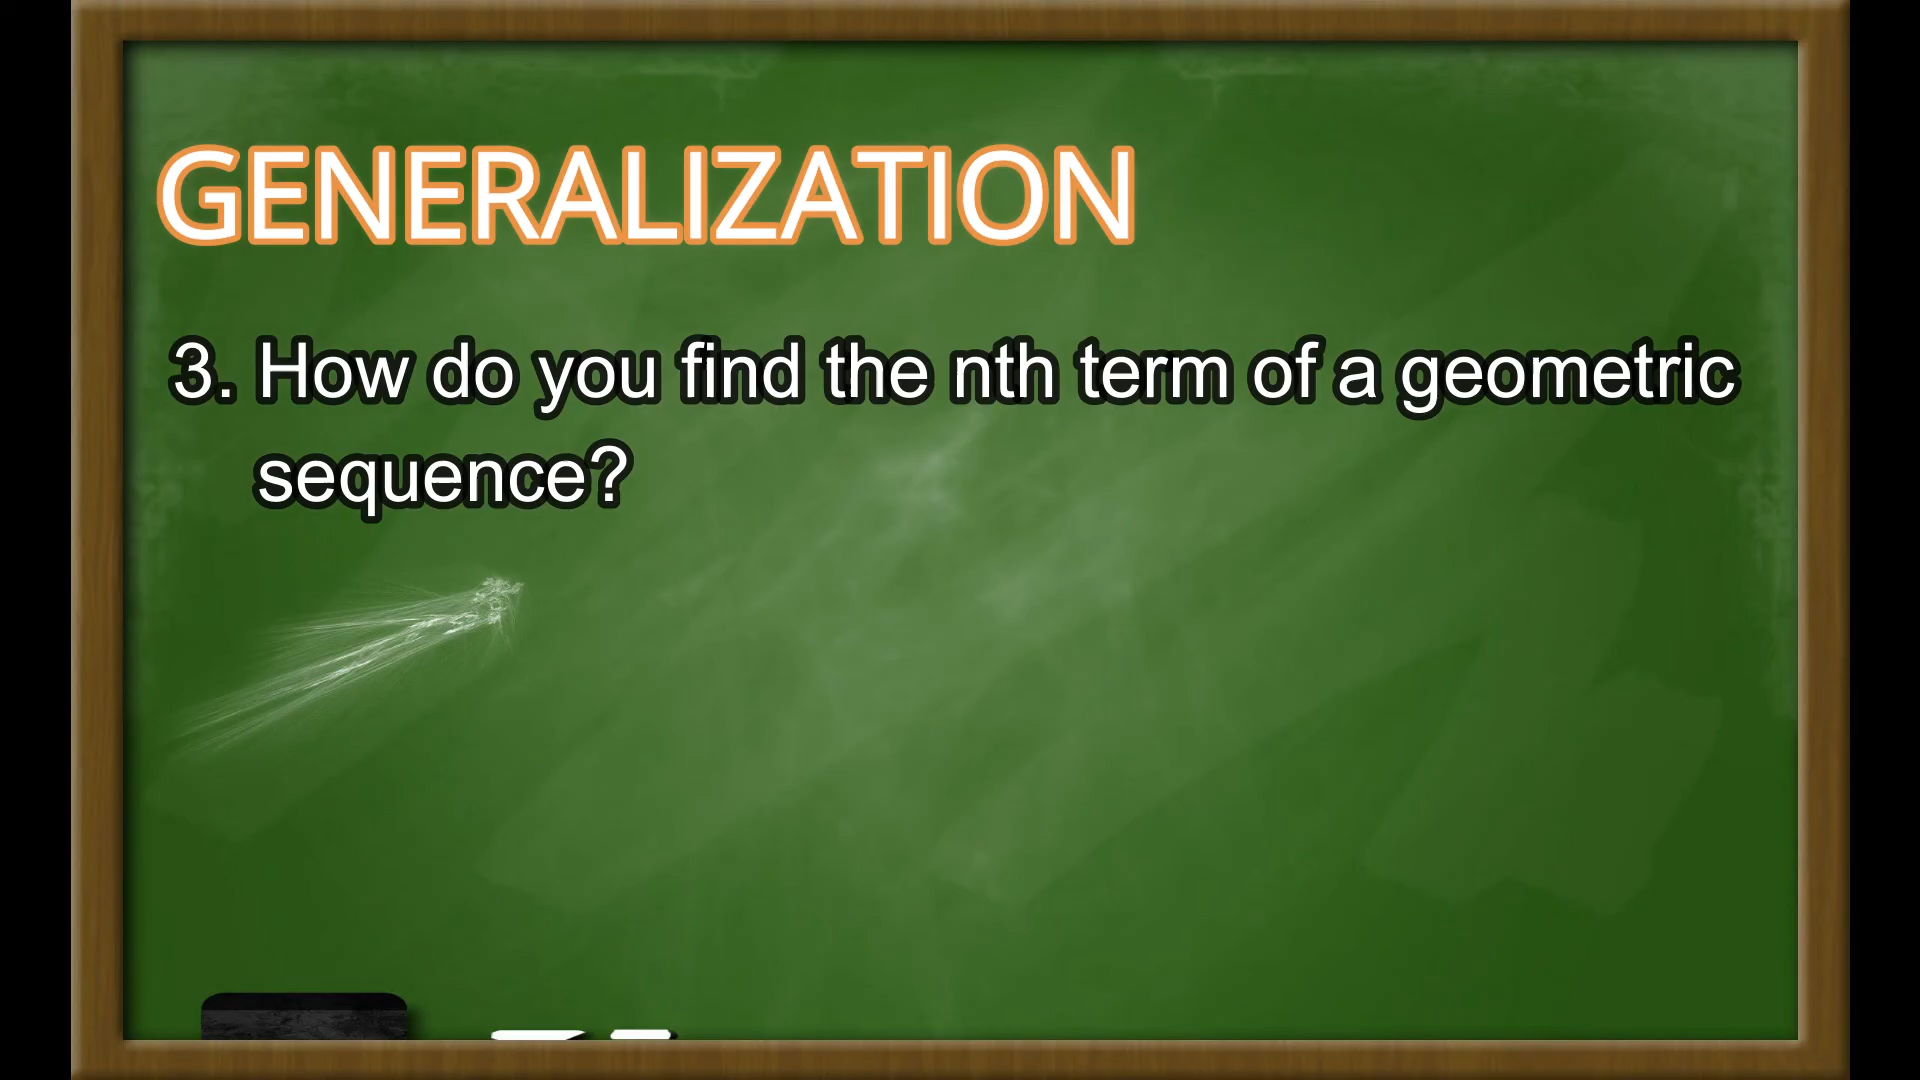 GENERALIZATION
3. How do you find the nth term of a geometric
sequence?